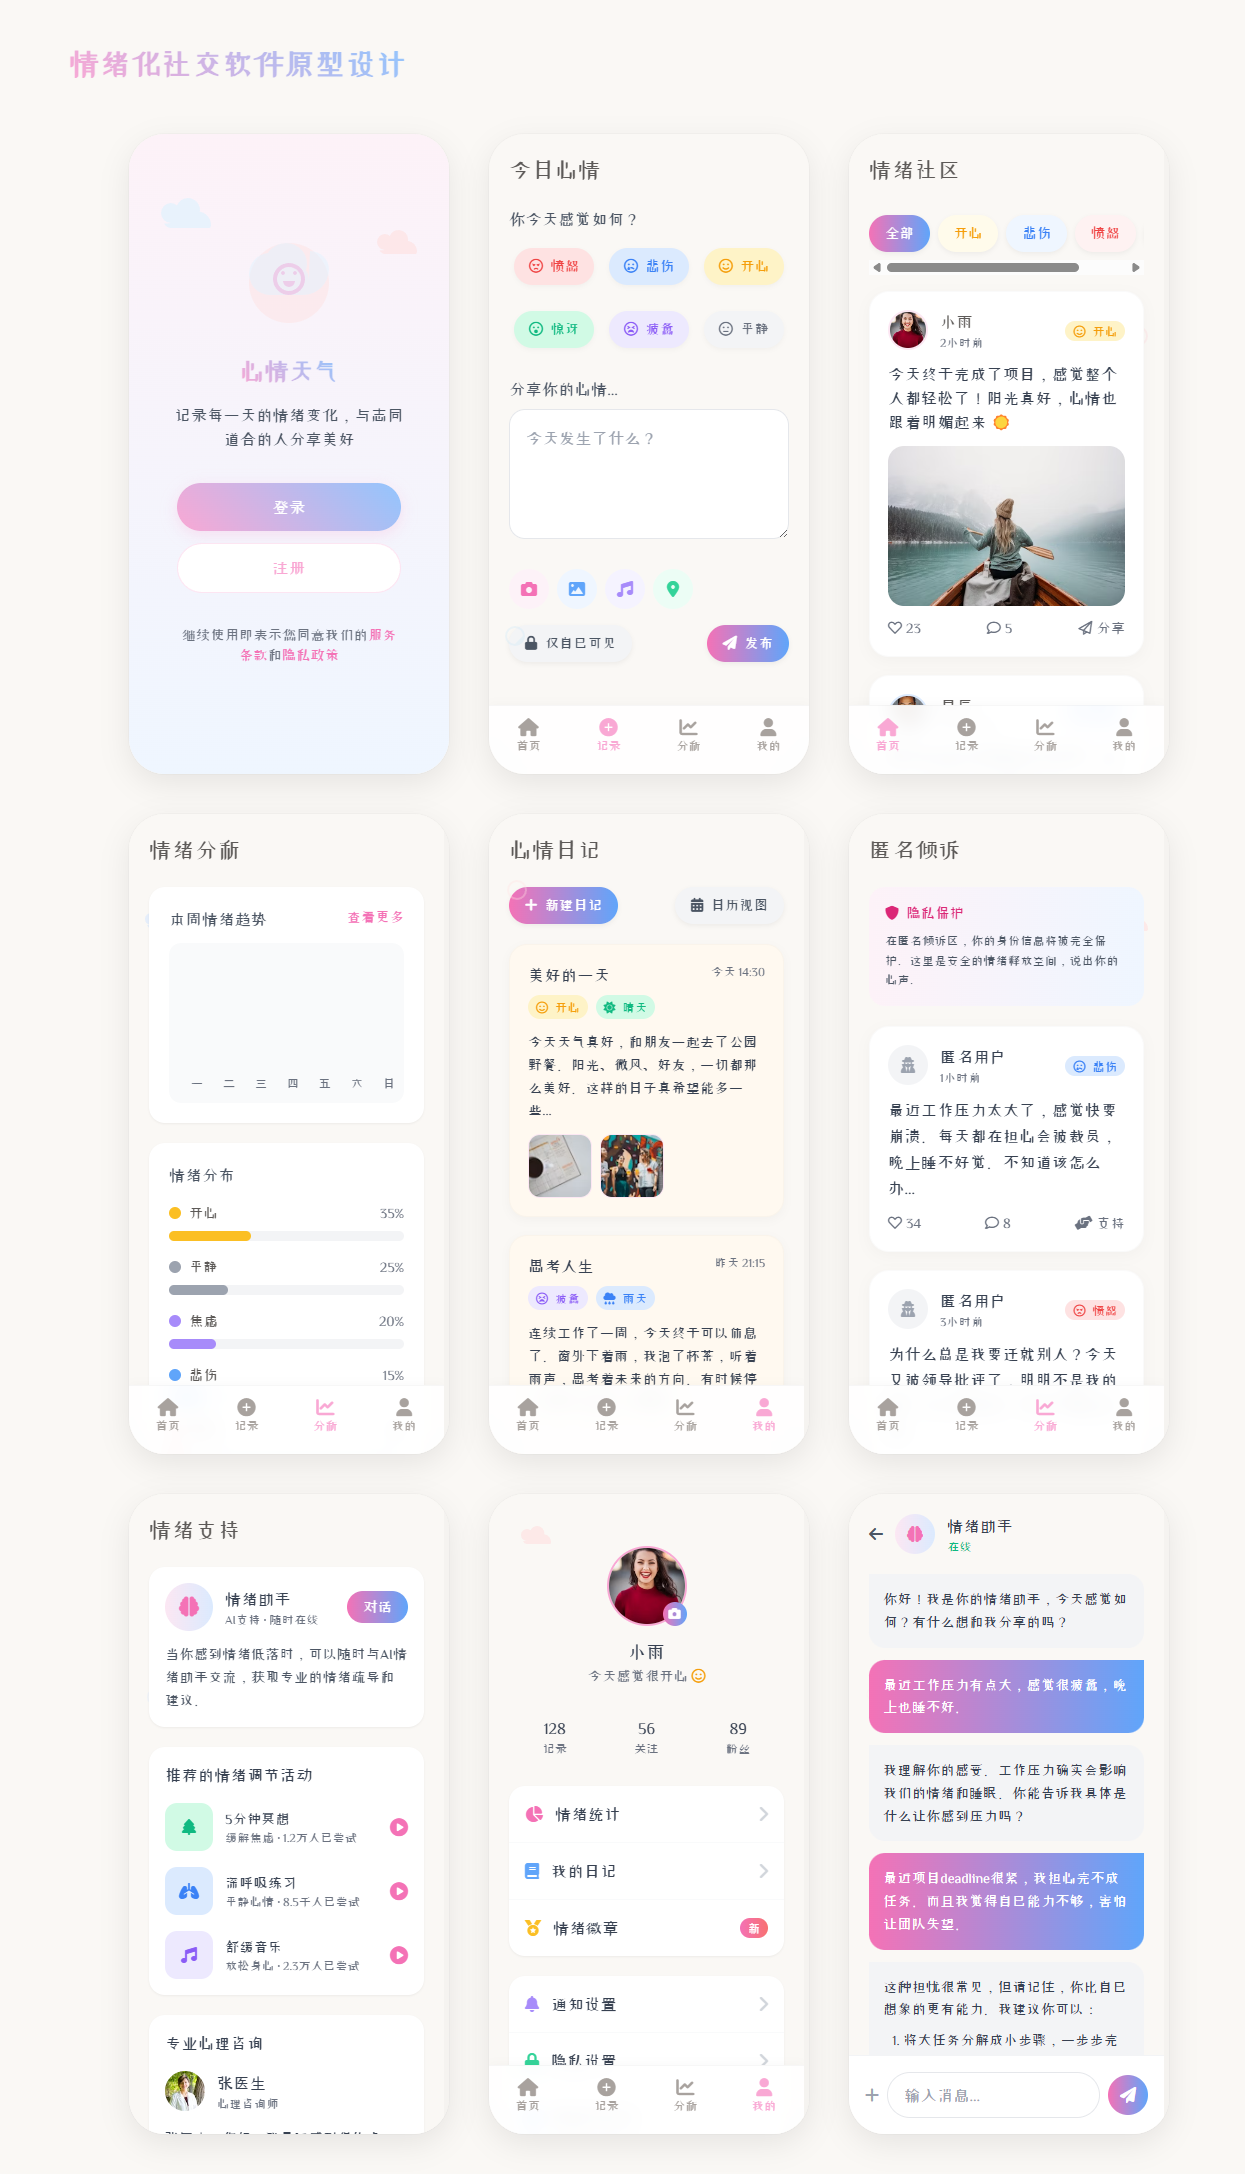 情绪化社交软件原型设计
心情天气
记录每一天的情绪变化，与志同
道合的人分享美好
登录
注册
继续使用即表示您同意我们的服务
条款和隐私政策
今日心情
你今天感觉如何？
愤怒
悲伤
开心
惊讶
疲惫
平静
分享你的心情...
今天发生了什么？
仅自己可见
发布
首页
记录
分析
我的
情绪社区
全部
开心
悲伤
愤怒
小雨
2小时前
开心
今天终于完成了项目，感觉整个
人都轻松了！阳光真好，心情也
跟着明媚起来
23
5
分享
首页
记录
分析
我的
情绪分析
本周情绪趋势
查看更多
一 二 三 四 五 六 日
情绪分布
开心 35%
平静 25%
焦虑 20%
悲伤 15%
首页
记录
分析
我的
心情日记
新建日记
日历视图
美好的一天
今天 14:30
开心
晴天
今天天气真好，和朋友一起去了公园
野餐。阳光、微风、好友，一切都那
么美好。这样的日子真希望能多一
些...
思考人生
昨天 21:15
疲惫
雨天
连续工作了一周，今天终于可以休息
了。窗外下着雨，我泡了杯茶，听着
雨声，思考着未来的方向。有时候停
首页
记录
分析
我的
匿名倾诉
隐私保护
在匿名倾诉区，你的身份信息将被完全保
护。这里是安全的情绪释放空间，说出你的
心声。
匿名用户
1小时前
悲伤
最近工作压力太大了，感觉快要
崩溃。每天都在担心会被裁员，
晚上睡不好觉。不知道该怎么
办...
34
8
支持
匿名用户
3小时前
愤怒
为什么总是我要迁就别人？今天
又被领导批评了，明明不是我的
首页
记录
分析
我的
情绪支持
情绪助手
AI支持 · 随时在线
对话
当你感到情绪低落时，可以随时与AI情
绪助手交流，获取专业的情绪疏导和
建议。
推荐的情绪调节活动
5分钟冥想
缓解焦虑 · 1.2万人已尝试
深呼吸练习
平静心情 · 8.5千人已尝试
舒缓音乐
放松身心 · 2.3万人已尝试
专业心理咨询
张医生
心理咨询师
小雨
今天感觉很开心
128
记录
56
关注
89
粉丝
情绪统计
我的日记
情绪徽章
新
通知设置
隐私设置
首页
记录
分析
我的
情绪助手
在线
你好！我是你的情绪助手，今天感觉如
何？有什么想和我分享的吗？
最近工作压力有点大，感觉很疲惫，晚
上也睡不好。
我理解你的感受。工作压力确实会影响
我们的情绪和睡眠。你能告诉我具体是
什么让你感到压力吗？
最近项目deadline很紧，我担心完不成
任务。而且我觉得自己能力不够，害怕
让团队失望。
这种担忧很常见，但请记住，你比自己
想象的更有能力。我建议你可以：
1. 将大任务分解成小步骤，一步步完
输入消息...